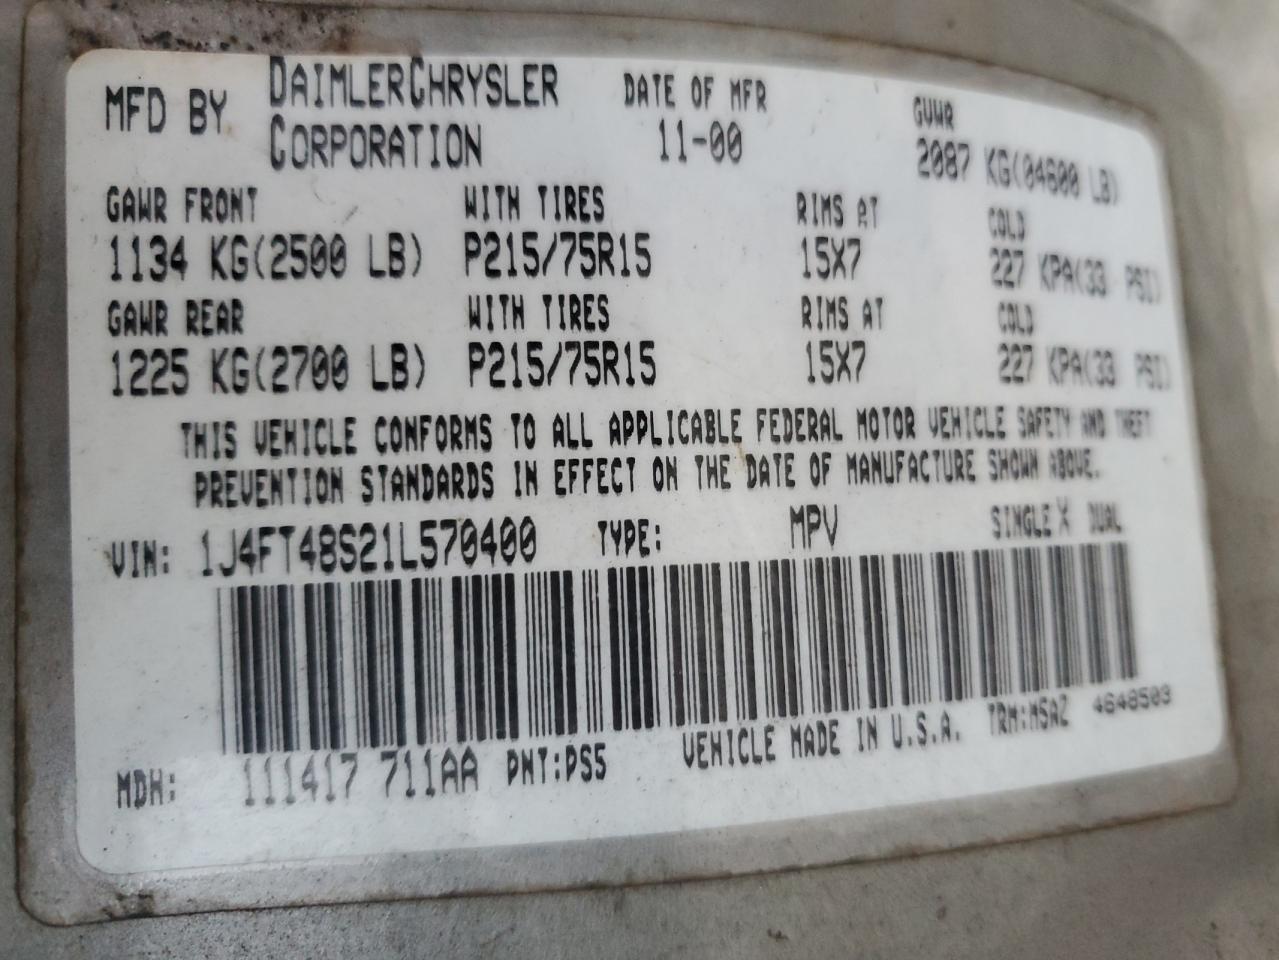 MFD BY DAIMLERCHRYSLER CORPORATION DATE OF MFR 11-00 GVWR 2087 KG(04600 LB)
GAWR FRONT WITH TIRES RIMS AT COLD
1134 KG(2500 LB) P215/75R15 15X7 227 KPA(33 PSI)
GAWR REAR WITH TIRES RIMS AT COLD
1225 KG(2700 LB) P215/75R15 15X7 227 KPA(33 PSI)
THIS VEHICLE CONFORMS TO ALL APPLICABLE FEDERAL MOTOR VEHICLE SAFETY AND THEFT
PREVENTION STANDARDS IN EFFECT ON THE DATE OF MANUFACTURE SHOWN ABOVE.
VIN: 1J4FT48S21L570400 TYPE: MPV SINGLE X DUAL
MDH: 111417 711AA PNT:PS5 VEHICLE MADE IN U.S.A. TRM:MSAZ 4648503